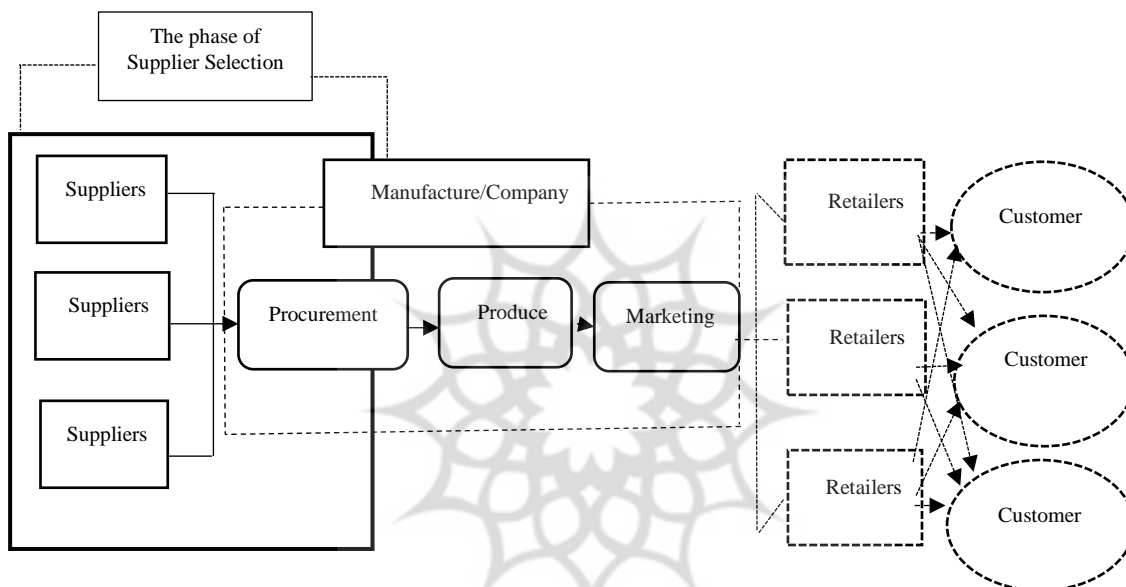 The phase of
Supplier Selection
Suppliers
Manufacture/Company
Retailers
Customer
Suppliers
Procurement
Produce
Marketing
Retailers
Customer
Suppliers
Retailers
Customer